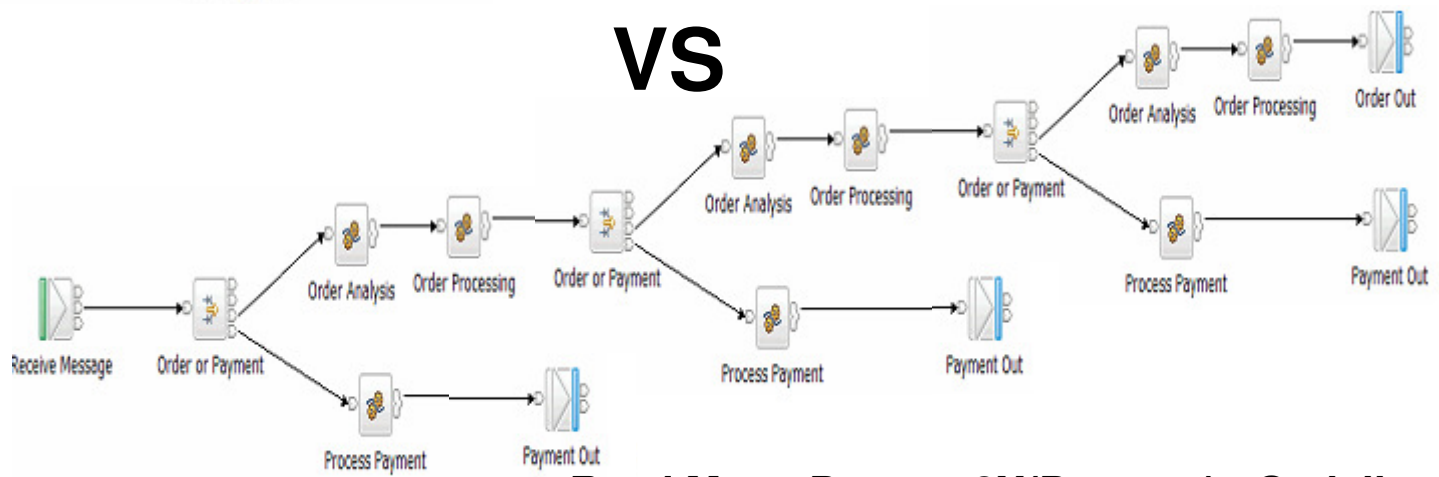 VS
Order Analysis
Order Processing
Order Out
Order Analysis
Order Processing
Order or Payment
Order Analysis
Order Processing
Order or Payment
Process Payment
Payment Out
Receive Message
Order or Payment
Process Payment
Payment Out
Process Payment
Payment Out